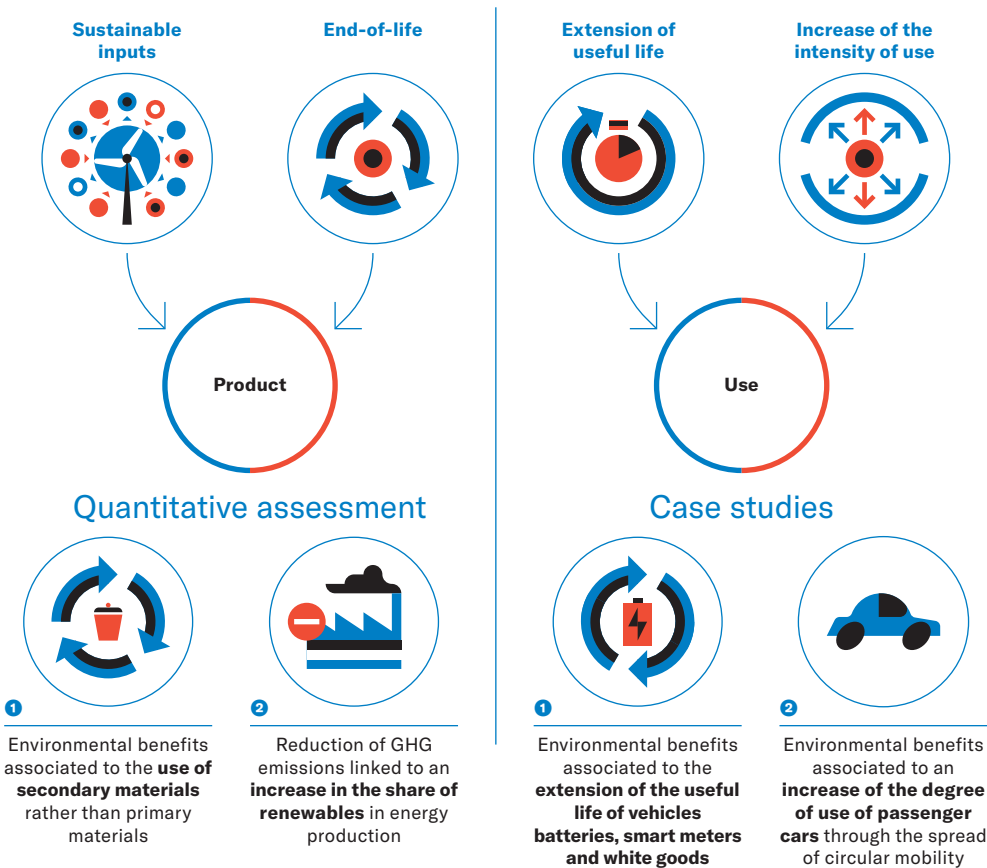 Sustainable
inputs
End-of-life
Product
Quantitative assessment
1
Environmental benefits
associated to the use of
secondary materials
rather than primary
materials
2
Reduction of GHG
emissions linked to an
increase in the share of
renewables in energy
production
Extension of
useful life
Increase of the
intensity of use
Use
Case studies
1
Environmental benefits
associated to the
extension of the useful
life of vehicles
batteries, smart meters
and white goods
2
Environmental benefits
associated to an
increase of the degree
of use of passenger
cars through the spread
of circular mobility